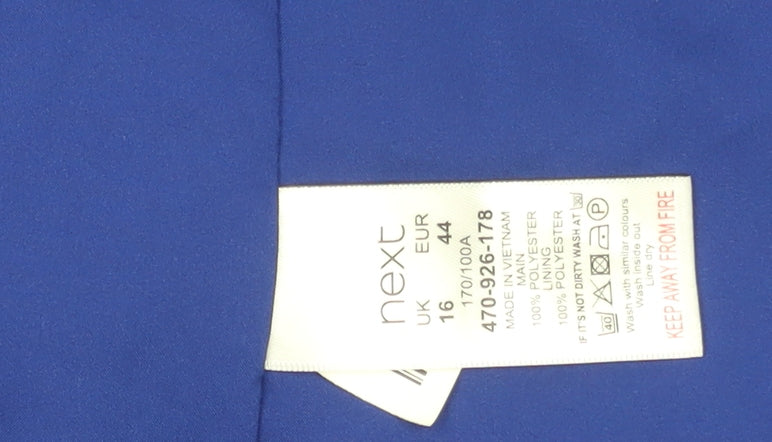 next
UK EUR
16 44
170/100A
470-926-178
MADE IN VIETNAM
MAIN
100% POLYESTER
LINING
100% POLYESTER
IF IT'S NOT DIRTY WASH AT 30
40 P
Wash with similar colours
Wash inside out
Line dry
KEEP AWAY FROM FIRE